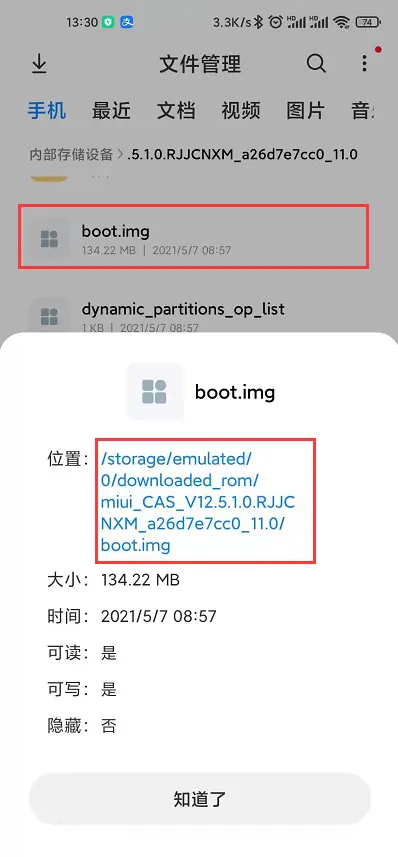 13:30 3.3K/s HD HD 74
文件管理
手机 最近 文档 视频 图片 音
内部存储设备 .5.1.0.RJJCNXM_a26d7e7cc0_11.0
boot.img
134.22 MB | 2021/5/7 08:57
dynamic_partitions_op_list
1 KB | 2021/5/7 08:57
boot.img
位置: /storage/emulated/
0/downloaded_rom/
miui_CAS_V12.5.1.0.RJJC
NXM_a26d7e7cc0_11.0/
boot.img
大小: 134.22 MB
时间: 2021/5/7 08:57
可读: 是
可写: 是
隐藏: 否
知道了